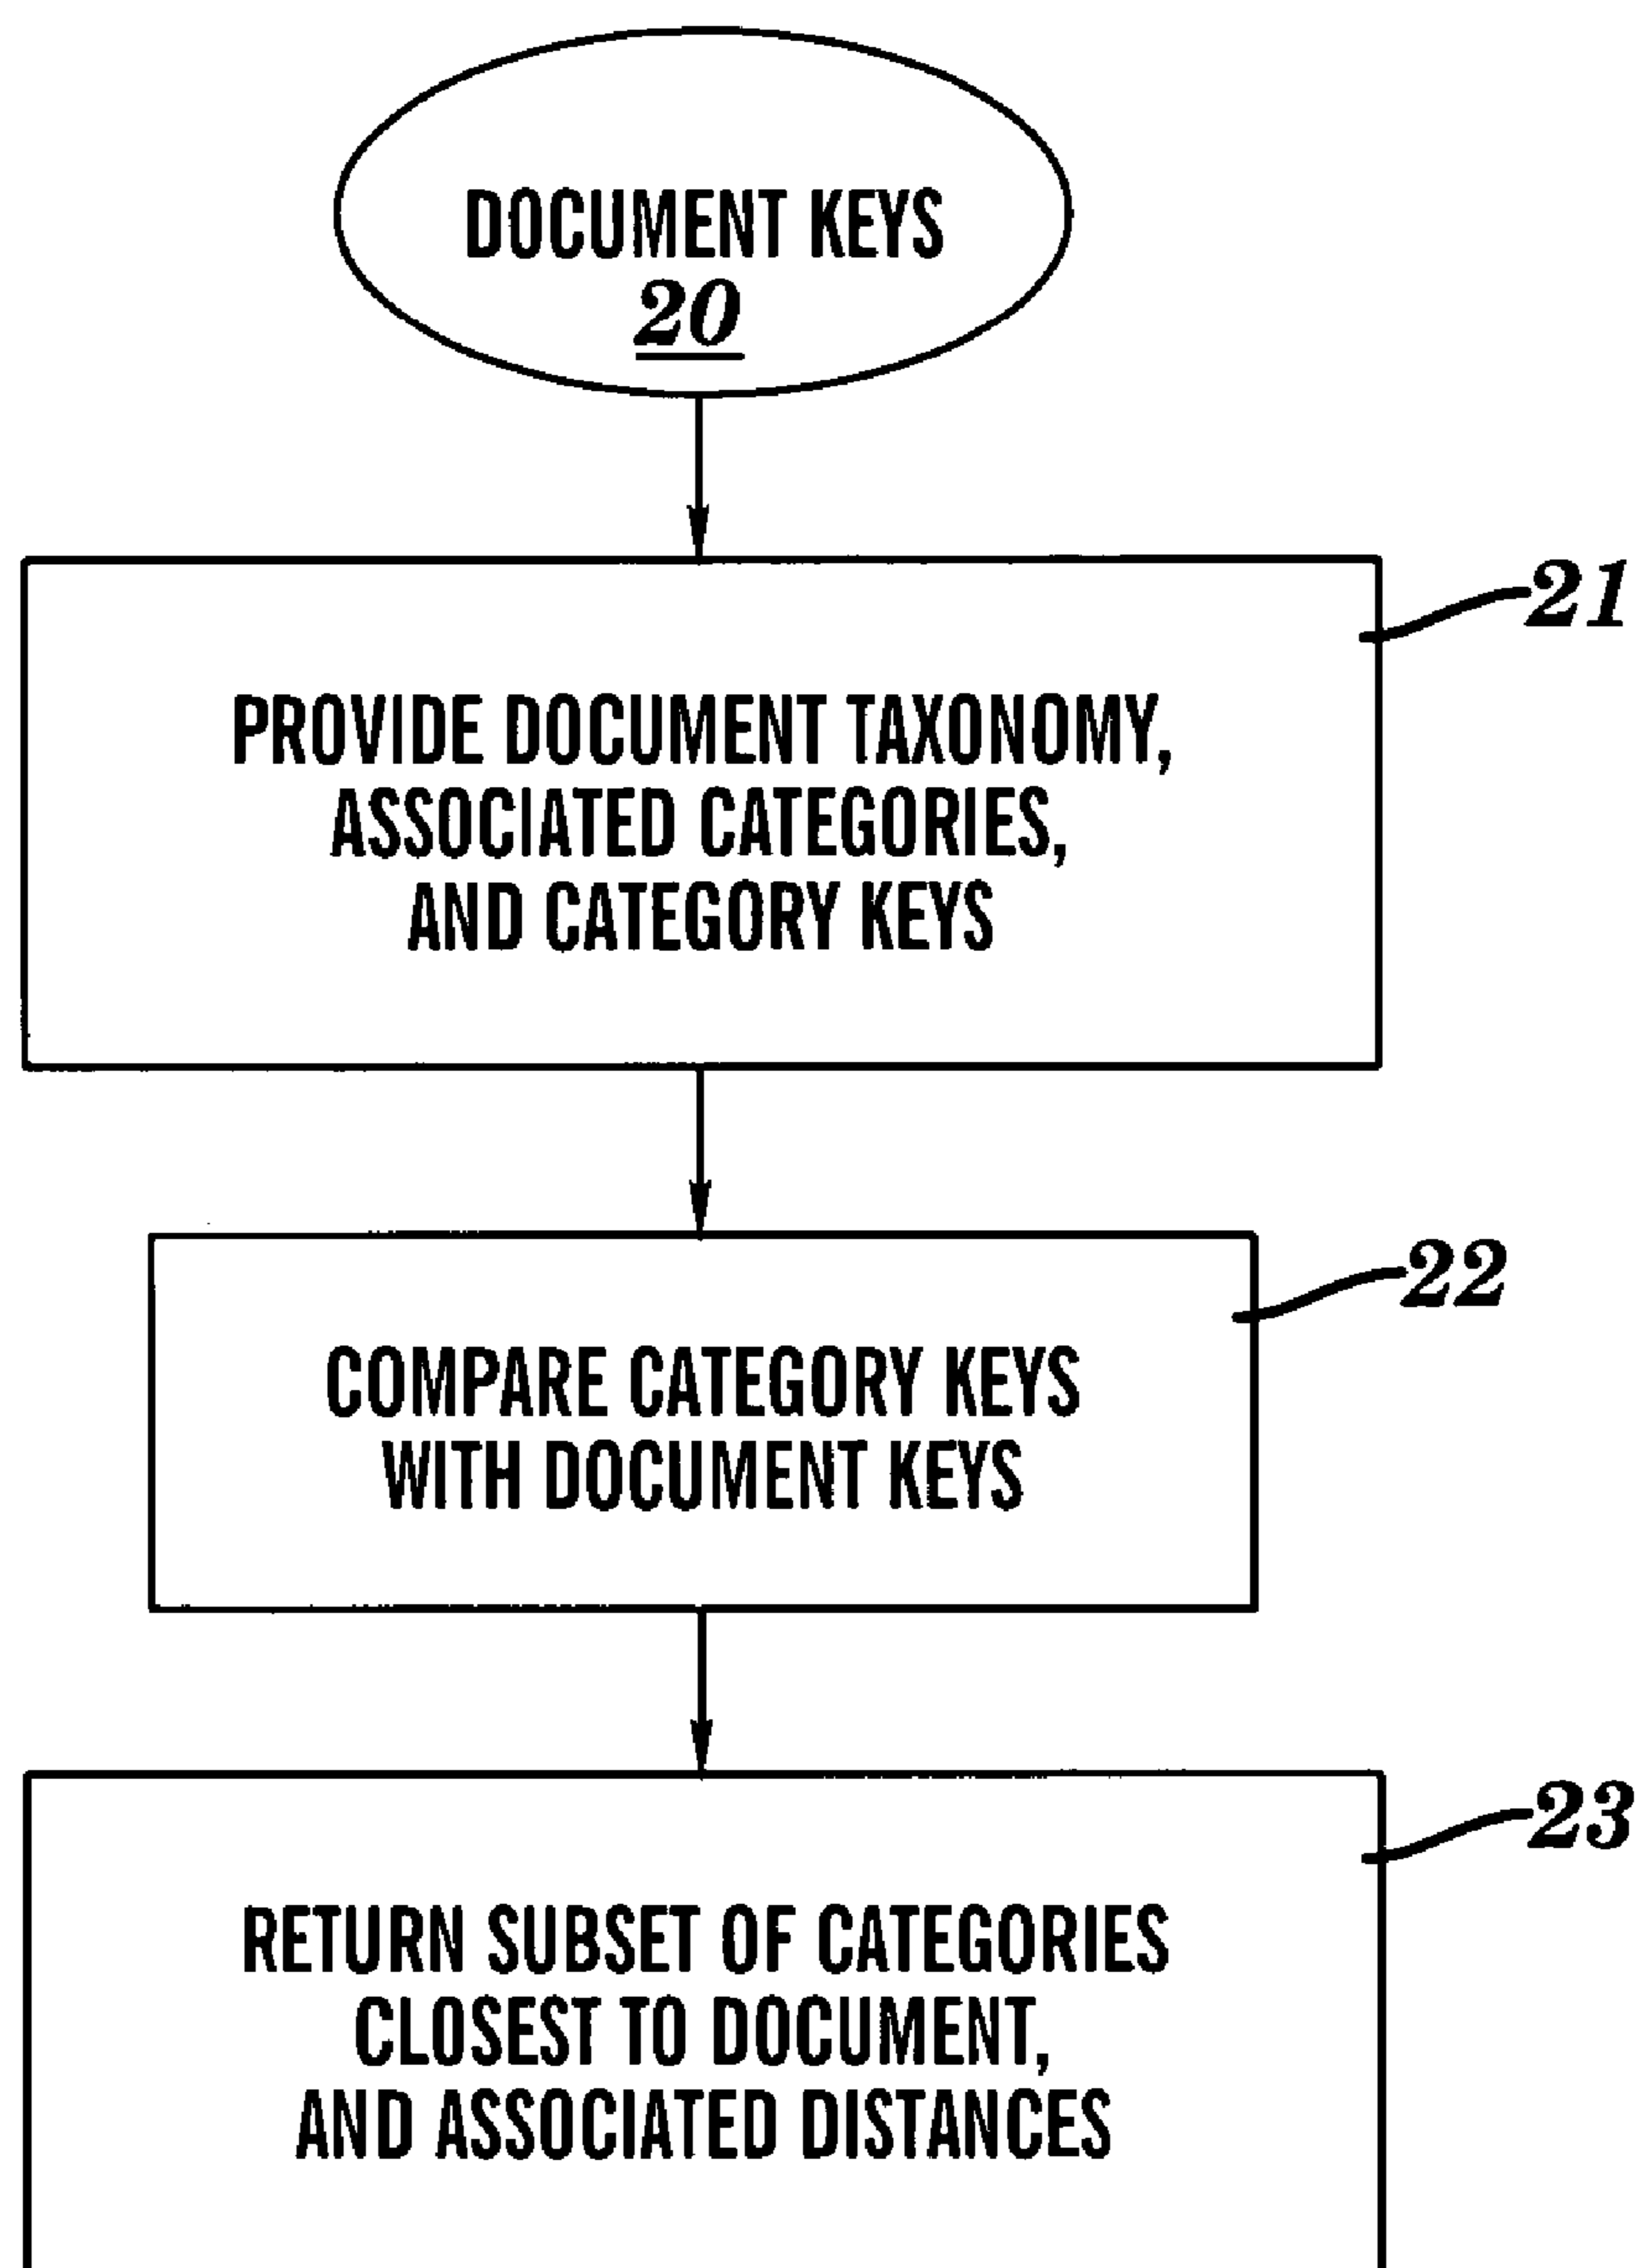 DOCUMENT KEYS
20
21
PROVIDE DOCUMENT TAXONOMY,
ASSOCIATED CATEGORIES,
AND CATEGORY KEYS
22
COMPARE CATEGORY KEYS
WITH DOCUMENT KEYS
23
RETURN SUBSET OF CATEGORIES
CLOSEST TO DOCUMENT,
AND ASSOCIATED DISTANCES